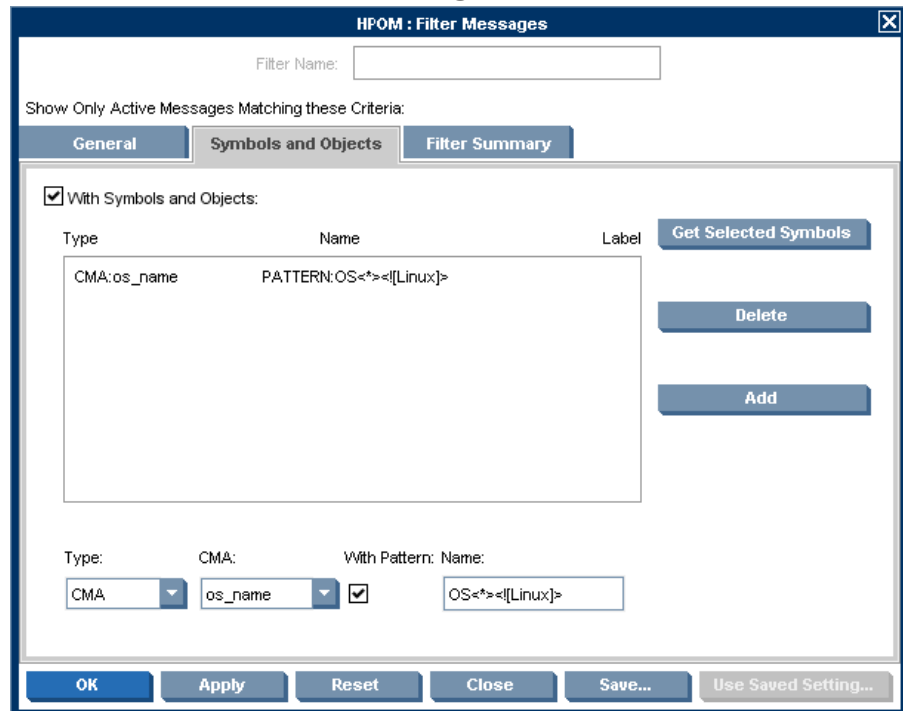 HPOM : Filter Messages
Filter Name:
Show Only Active Messages Matching these Criteria:
General Symbols and Objects Filter Summary
With Symbols and Objects:
Type Name Label Get Selected Symbols
CMA:os_name PATTERN:OS<*><![Linux]>
Delete
Add
Type: CMA: With Pattern: Name:
CMA os_name OS<*><![Linux]>
OK Apply Reset Close Save... Use Saved Setting...